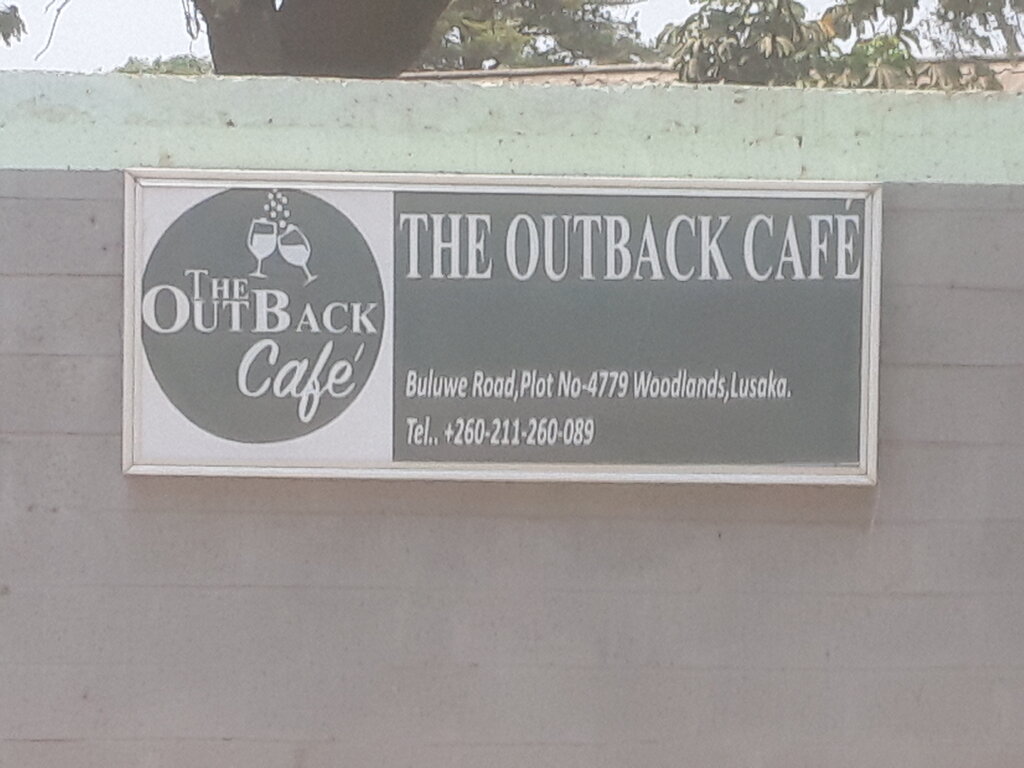 THE
OUTBACK
Café
THE OUTBACK CAFÉ
Buluwe Road,Plot No-4779 Woodlands,Lusaka.
Tel.. +260-211-260-089